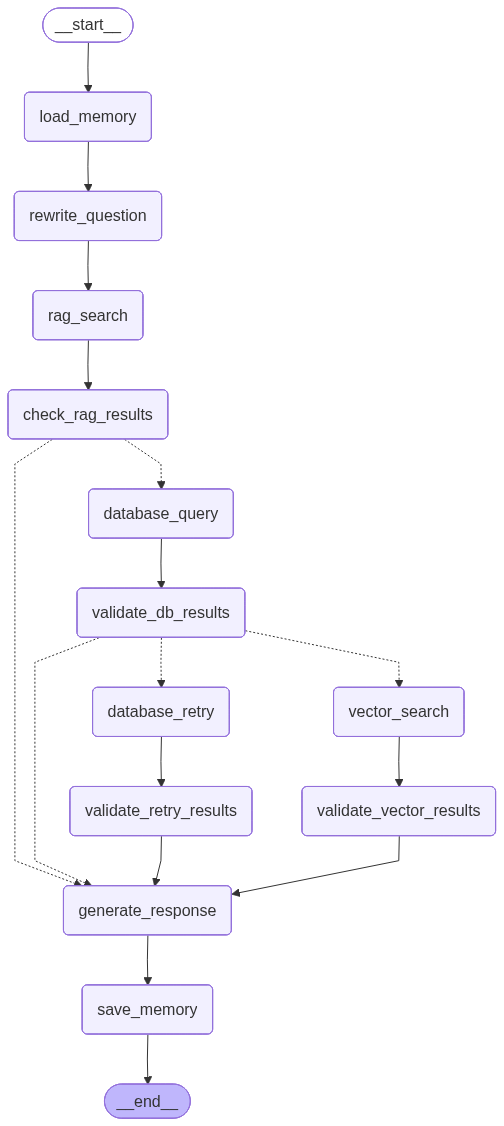 __start__
load_memory
rewrite_question
rag_search
check_rag_results
database_query
validate_db_results
database_retry
vector_search
validate_retry_results
validate_vector_results
generate_response
save_memory
__end__